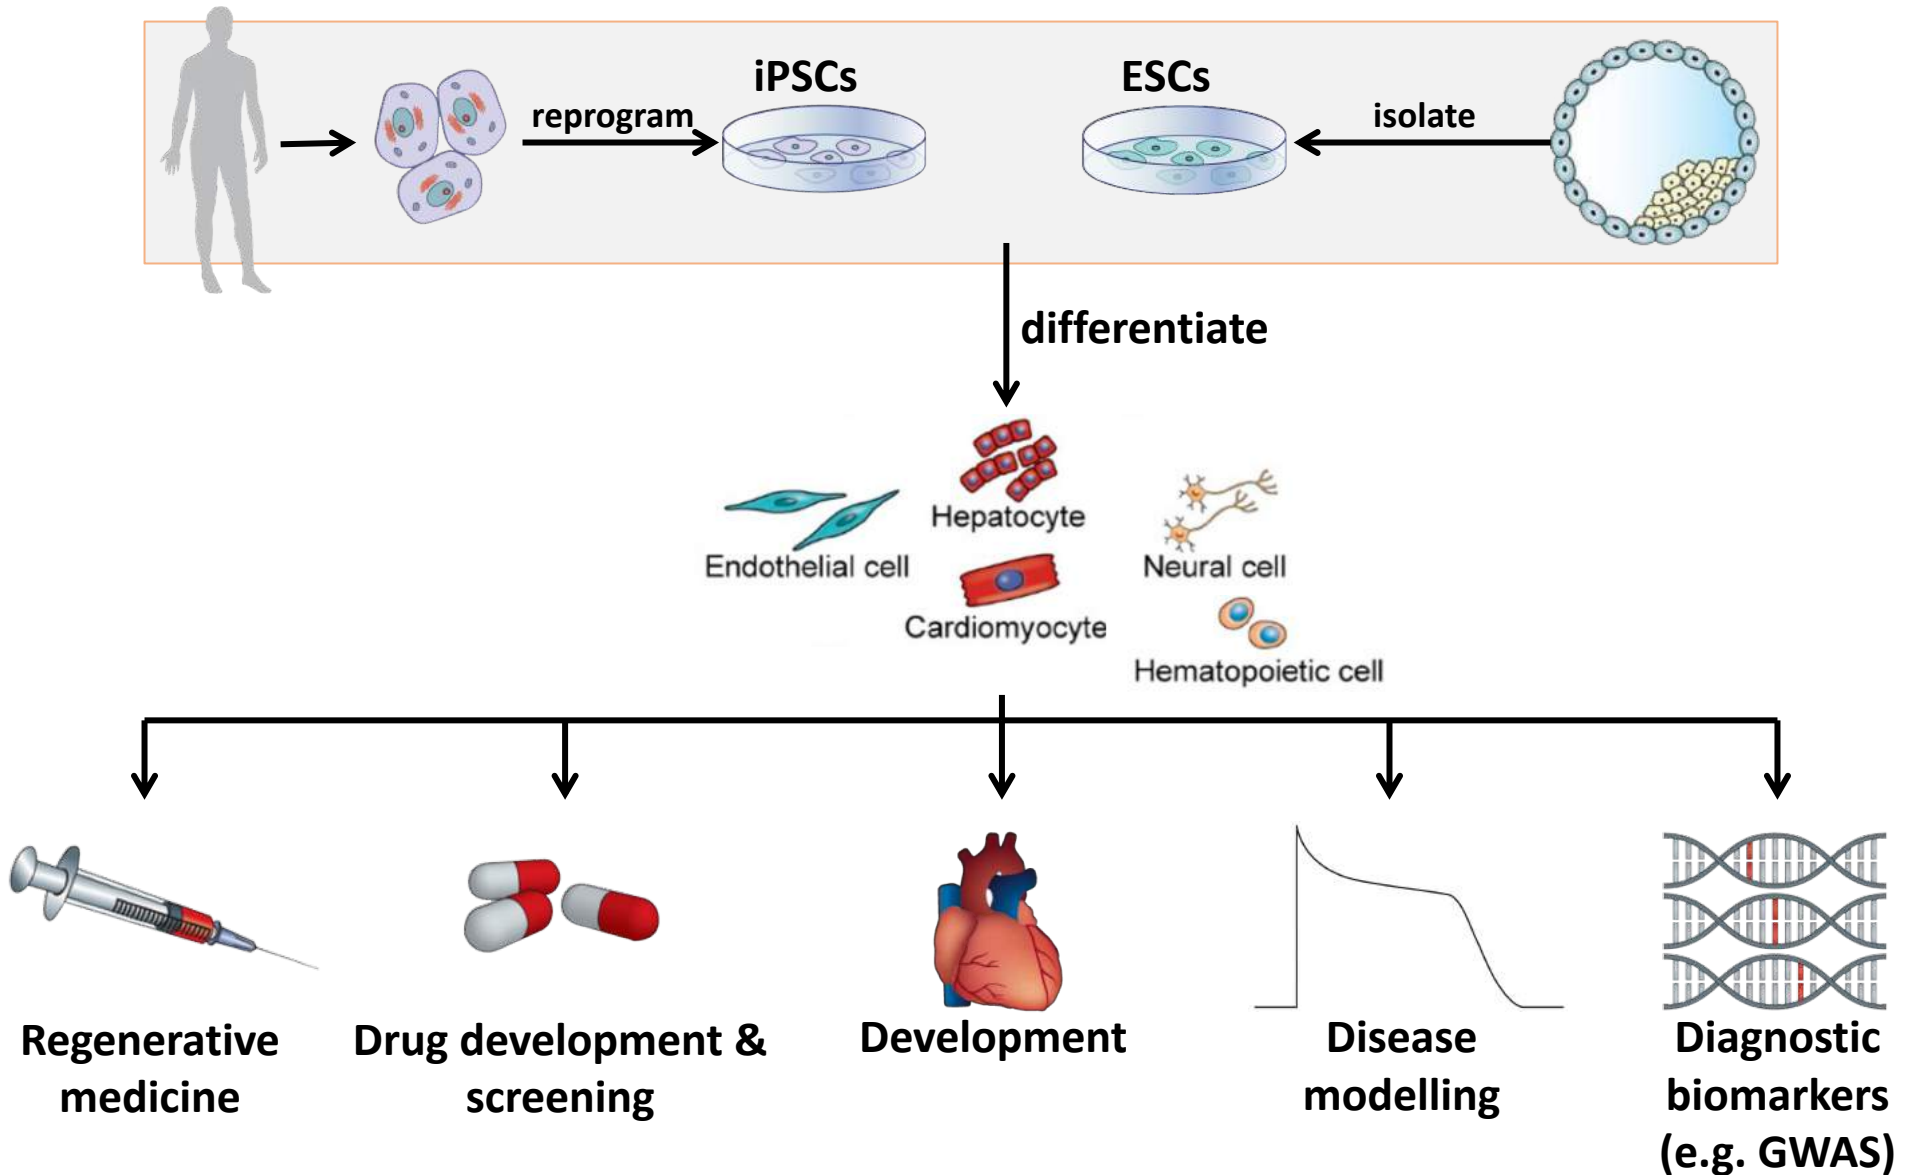 iPSCs
ESCs
reprogram
isolate
differentiate
Hepatocyte
Endothelial cell
Neural cell
Cardiomyocyte
Hematopoietic cell
Regenerative
medicine
Drug development &
screening
Development
Disease
modelling
Diagnostic
biomarkers
(e.g. GWAS)